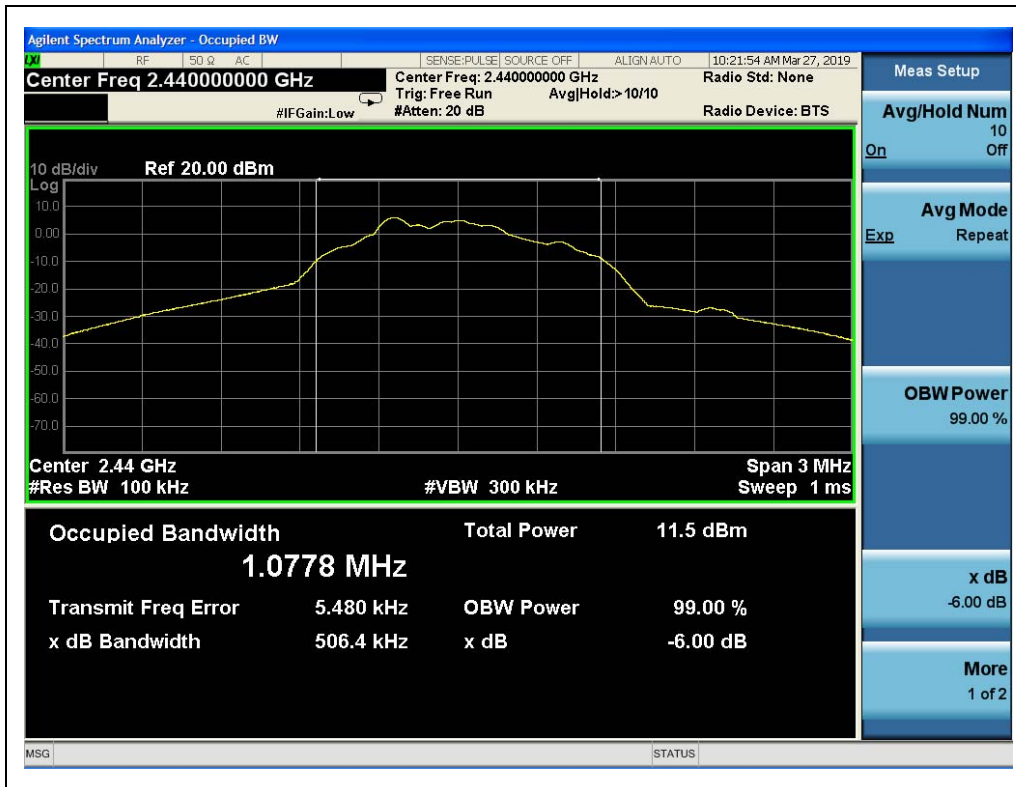 Agilent Spectrum Analyzer - Occupied BW
LXI RF 50 Ω AC SENSE:PULSE SOURCE OFF ALIGN AUTO 10:21:54 AM Mar 27, 2019
Center Freq 2.440000000 GHz
Center Freq: 2.440000000 GHz Radio Std: None
Trig: Free Run Avg|Hold:>10/10
#IFGain:Low #Atten: 20 dB Radio Device: BTS
10 dB/div Ref 20.00 dBm
Log
10.0
0.00
-10.0
-20.0
-30.0
-40.0
-50.0
-60.0
-70.0
Center 2.44 GHz Span 3 MHz
#Res BW 100 kHz #VBW 300 kHz Sweep 1 ms
Occupied Bandwidth Total Power 11.5 dBm
1.0778 MHz
Transmit Freq Error 5.480 kHz OBW Power 99.00 %
x dB Bandwidth 506.4 kHz x dB -6.00 dB
Meas Setup
Avg/Hold Num
10
On Off
Avg Mode
Exp Repeat
OBW Power
99.00 %
x dB
-6.00 dB
More
1 of 2
MSG STATUS